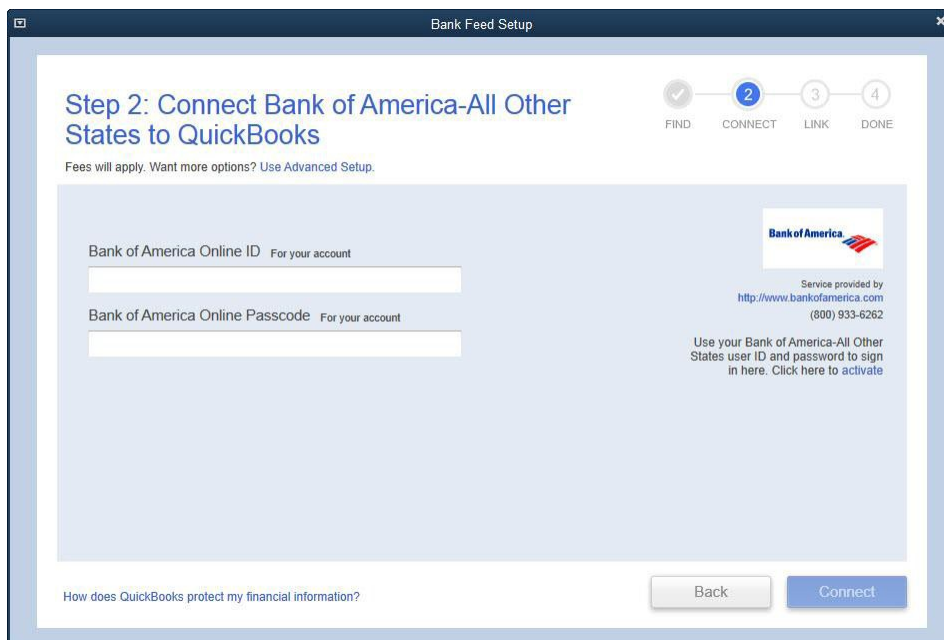 Bank Feed Setup
Step 2: Connect Bank of America-All Other
States to QuickBooks
2
3
4
FIND
CONNECT
LINK
DONE
Fees will apply. Want more options? Use Advanced Setup.
Bank of America Online ID For your account
Bank of America Online Passcode For your account
Bank of America
Service provided by
http://www.bankofamerica.com
(800) 933-6262
Use your Bank of America-All Other
States user ID and password to sign
in here. Click here to activate
How does QuickBooks protect my financial information?
Back
Connect